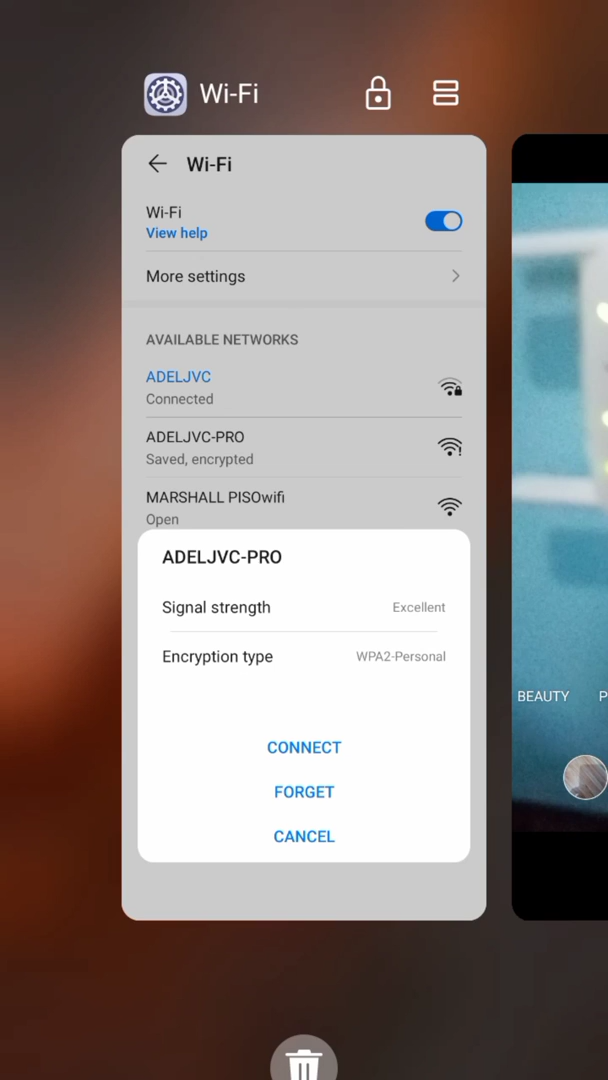 Wi-Fi
Wi-Fi
Wi-Fi
View help
More settings
AVAILABLE NETWORKS
ADELJVC
Connected
ADELJVC-PRO
Saved, encrypted
MARSHALL PISOwifi
Open
ADELJVC-PRO
Signal strength Excellent
Encryption type WPA2-Personal
CONNECT
FORGET
CANCEL
BEAUTY P